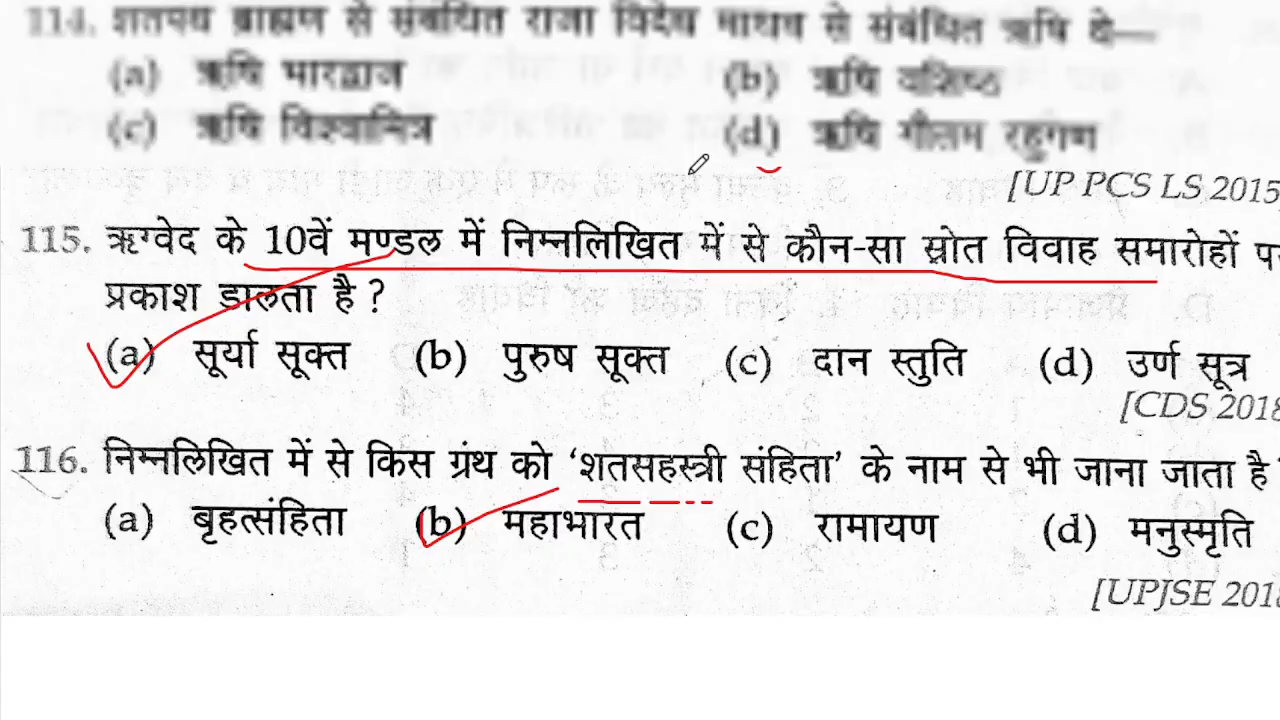 114. शतपथ ब्राह्मण से संबंधित राजा विदेघ माधव से संबंधित ऋषि थे—
(a) ऋषि भारद्वाज (b) ऋषि वशिष्ठ
(c) ऋषि विश्वामित्र (d) ऋषि गौतम रहुगण
[UP PCS LS 2015
115. ऋग्वेद के 10वें मण्डल में निम्नलिखित में से कौन-सा स्रोत विवाह समारोहों
प्रकाश डालता है ?
(a) सूर्या सूक्त (b) पुरुष सूक्त (c) दान स्तुति (d) उर्ण सूत्र
[CDS 2018
116. निम्नलिखित में से किस ग्रंथ को ‘शतसहस्त्री संहिता’ के नाम से भी जाना जाता है
(a) बृहत्संहिता (b) महाभारत (c) रामायण (d) मनुस्मृति
[UPJSE 2018